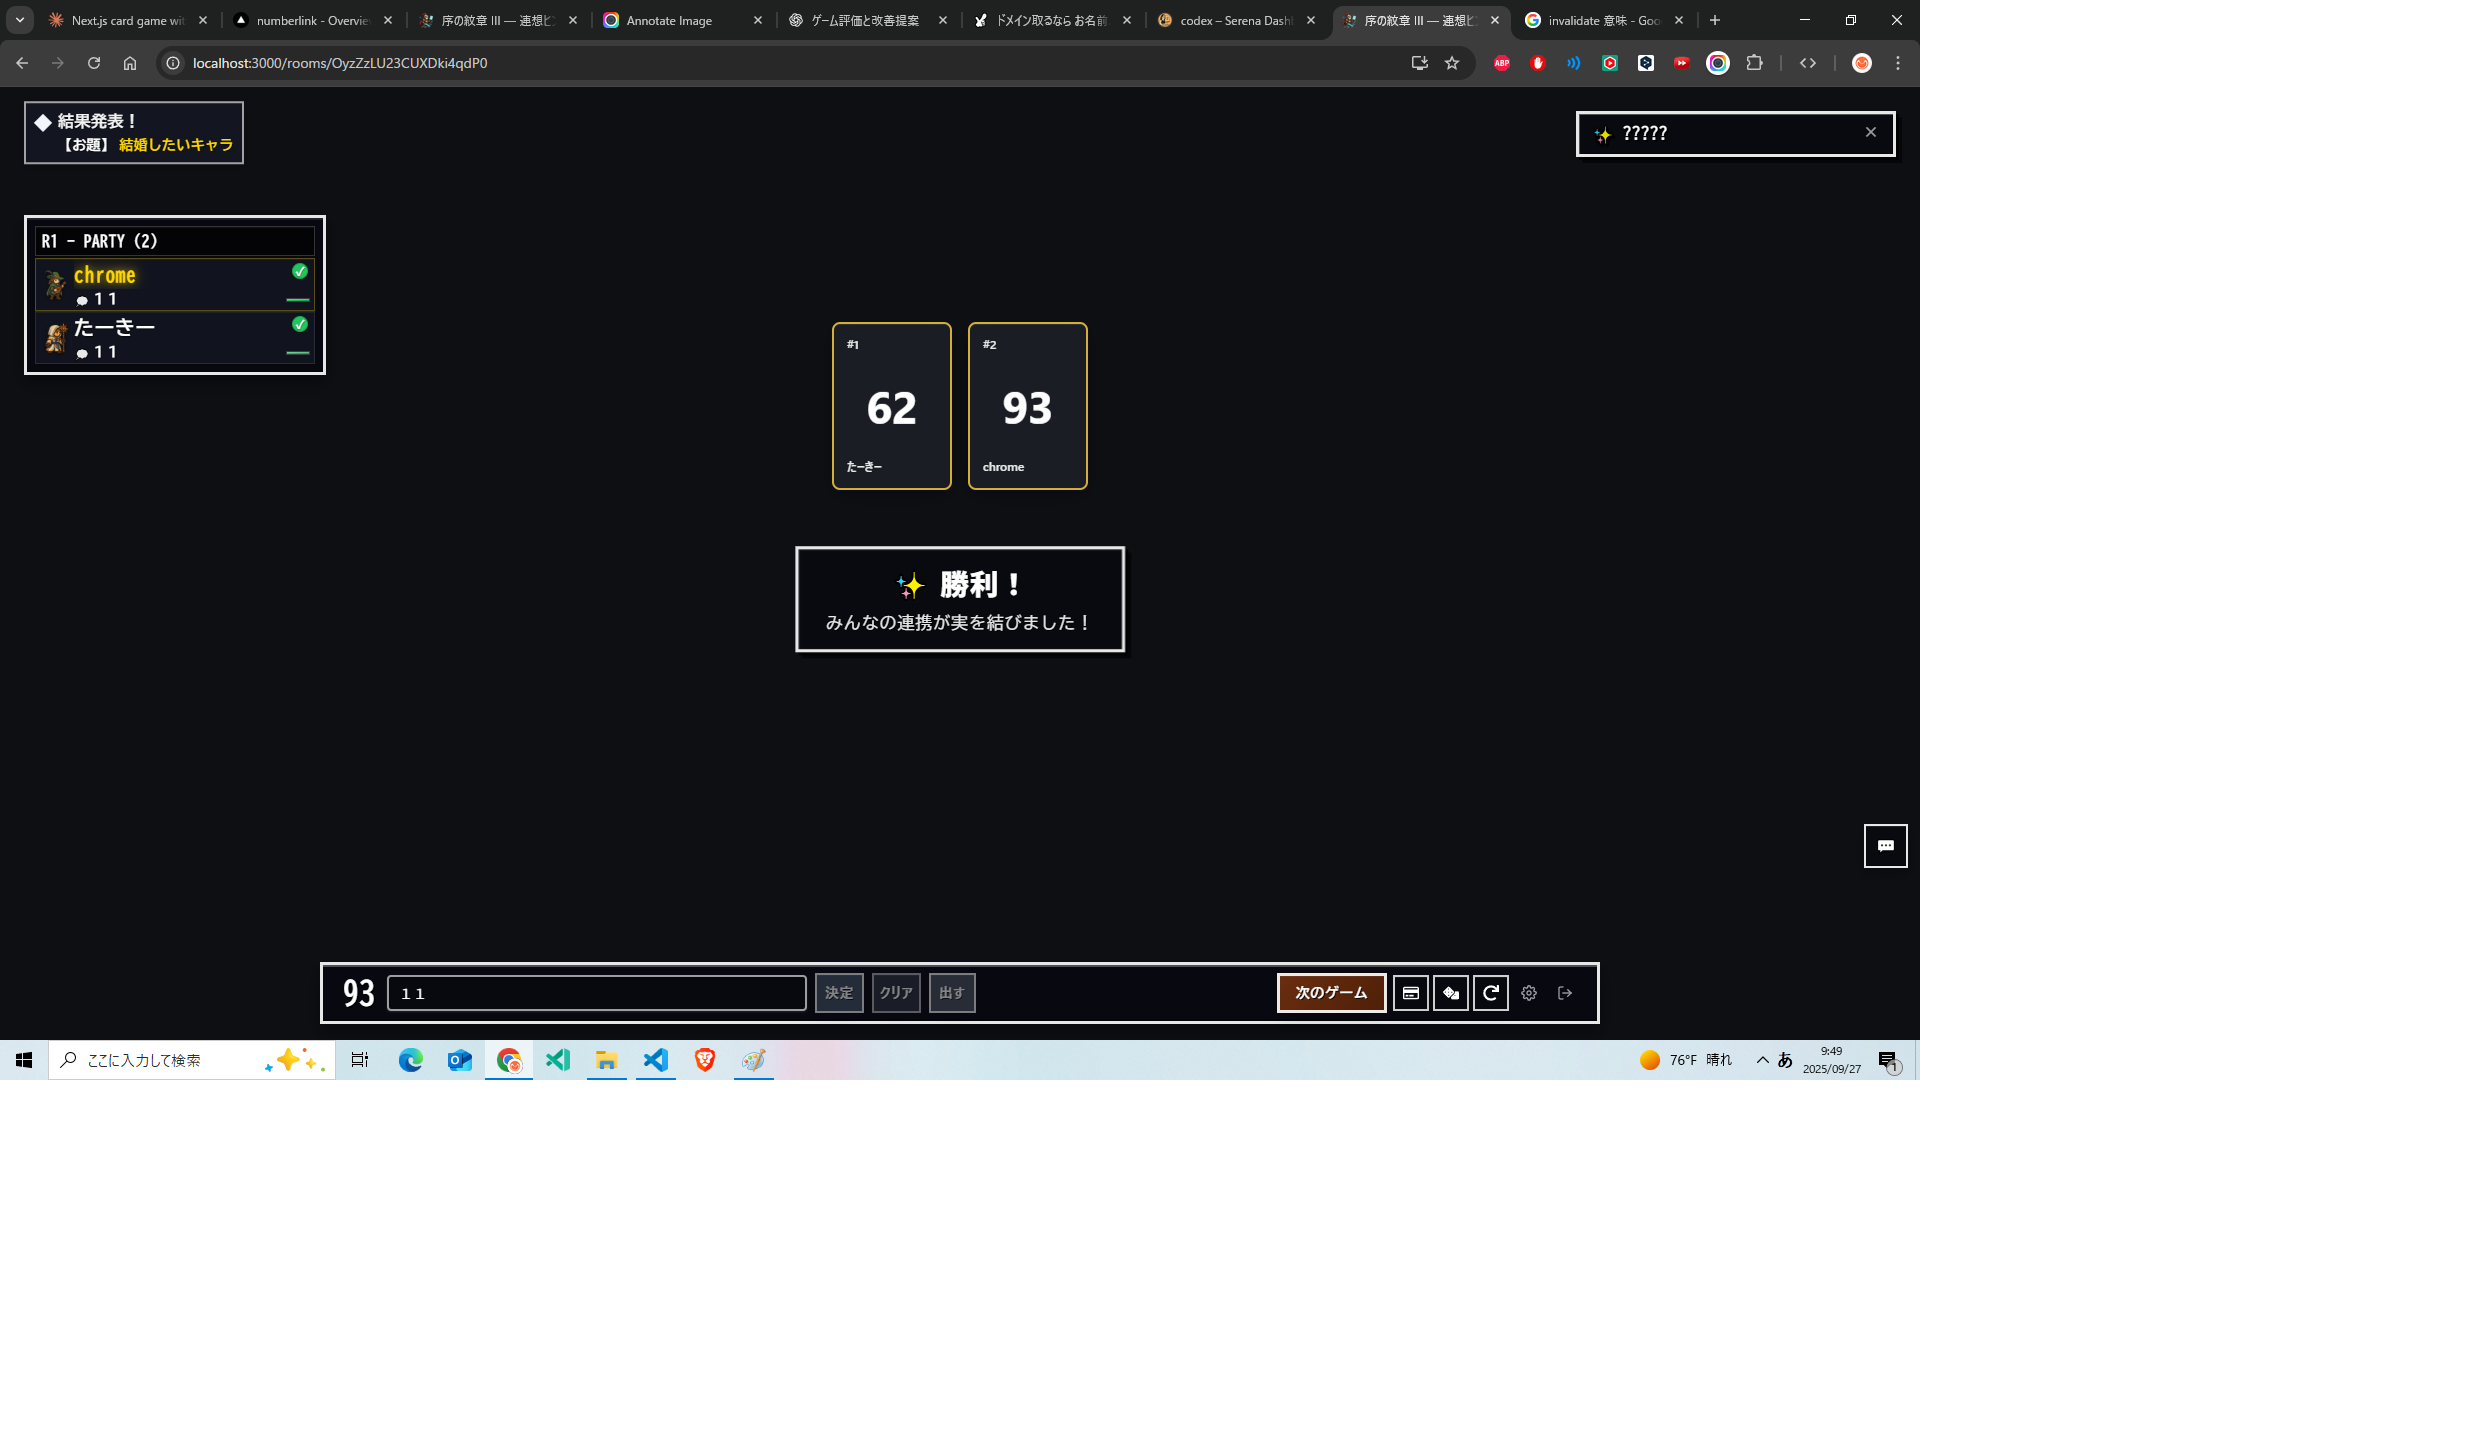 Next.js card game wit
numberlink - Overvie
序の紋章 III — 連想ヒ
Annotate Image
ゲーム評価と改善提案
ドメイン取るなら お名前
codex – Serena Dash
序の紋章 III — 連想ヒ
invalidate 意味 - Goo
localhost:3000/rooms/OyzZzLU23CUXDki4qdP0
ABP
結果発表！
【お題】 結婚したいキャラ
?????
R1 - PARTY (2)
chrome
１１
たーきー
１１
#1
62
たーきー
#2
93
chrome
勝利！
みんなの連携が実を結びました！
93
１１
決定
クリア
出す
次のゲーム
ここに入力して検索
76°F 晴れ
あ
9:49
2025/09/27
1